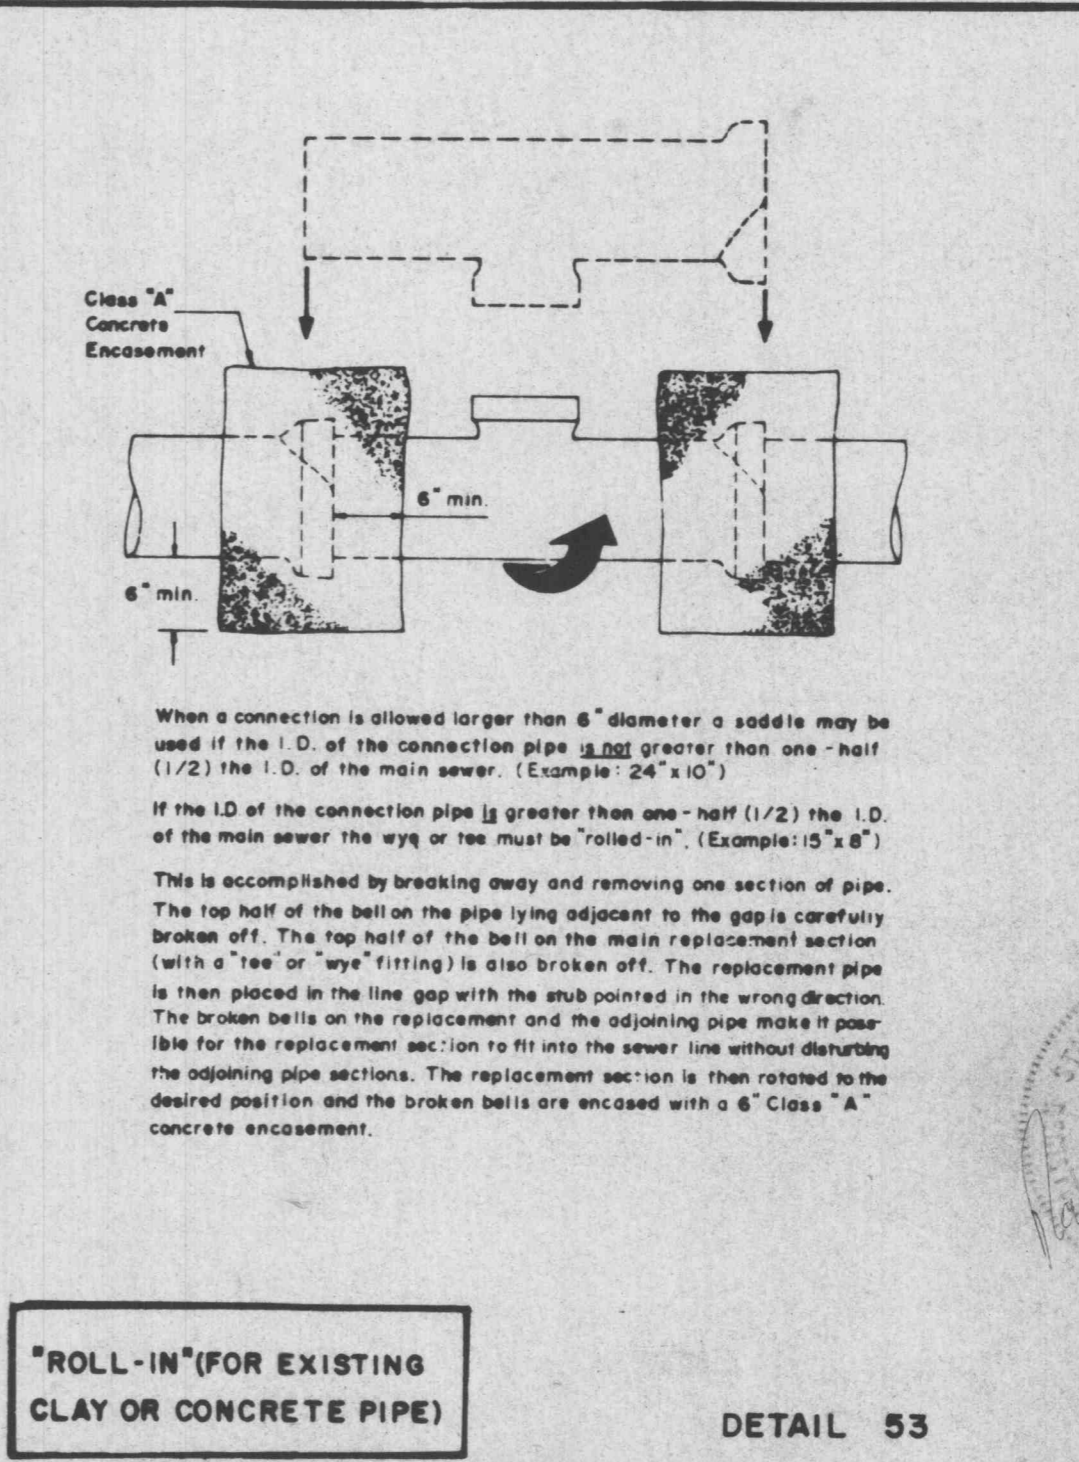 Class "A"
Concrete
Encasement
6" min.
6" min.
When a connection is allowed larger than 6" diameter a saddle may be
used if the I.D. of the connection pipe is not greater than one-half
(1/2) the I.D. of the main sewer. (Example: 24"x10")
If the I.D of the connection pipe is greater than one-half (1/2) the I.D.
of the main sewer the wye or tee must be "rolled-in". (Example: 15"x 8")
This is accomplished by breaking away and removing one section of pipe.
The top half of the bell on the pipe lying adjacent to the gap is carefully
broken off. The top half of the bell on the main replacement section
(with a "tee" or "wye" fitting) is also broken off. The replacement pipe
is then placed in the line gap with the stub pointed in the wrong direction.
The broken bells on the replacement and the adjoining pipe make it poss-
ible for the replacement section to fit into the sewer line without disturbing
the adjoining pipe sections. The replacement section is then rotated to the
desired position and the broken bells are encased with a 6" Class "A"
concrete encasement.
"ROLL-IN"(FOR EXISTING
CLAY OR CONCRETE PIPE)
DETAIL 53